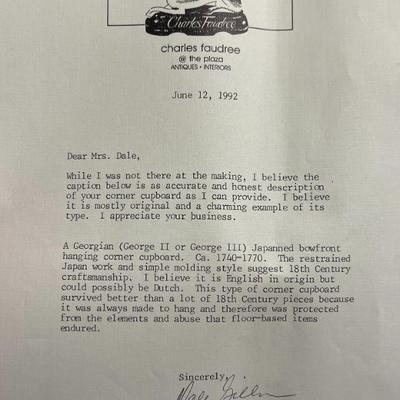 Charles Faudree
charles faudree
@ the plaza
ANTIQUES • INTERIORS
June 12, 1992
Dear Mrs. Dale,
While I was not there at the making, I believe the
caption below is as accurate and honest description
of your corner cupboard as I can provide. I believe
it is mostly original and a charming example of its
type. I appreciate your business.
A Georgian (George II or George III) Japanned bowfront
hanging corner cupboard. Ca. 1740-1770. The restrained
Japan work and simple molding style suggest 18th Century
craftsmanship. I believe it is English in origin but
could possibly be Dutch. This type of corner cupboard
survived better than a lot of 18th Century pieces because
it was always made to hang and therefore was protected
from the elements and abuse that floor-based items
endured.
Sincerely,
Dale